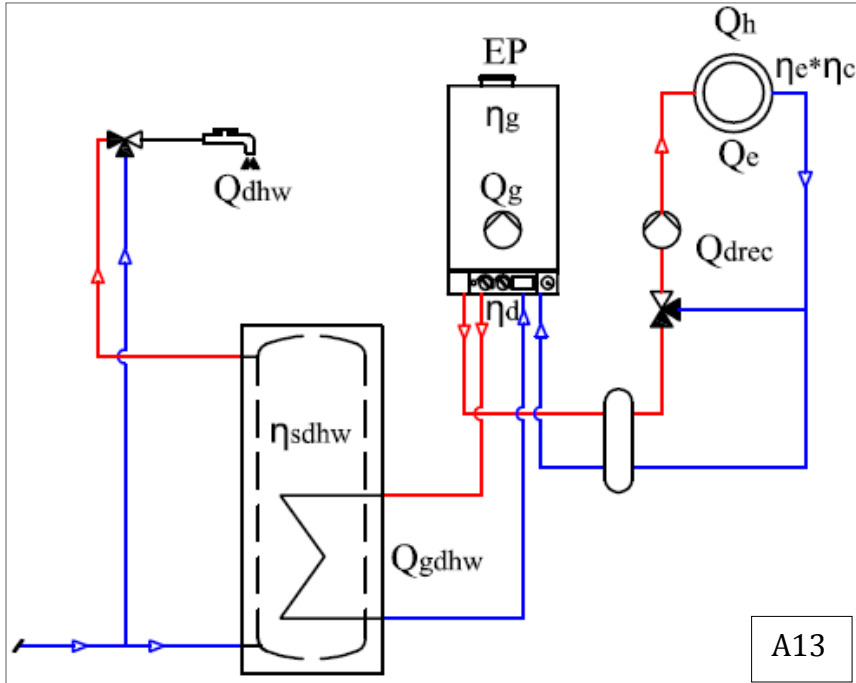 Qh
EP
ηe*ηc
ηg
Qe
Qdhw
Qg
Qdrec
ηd
ηsdhw
Qgdhw
A13